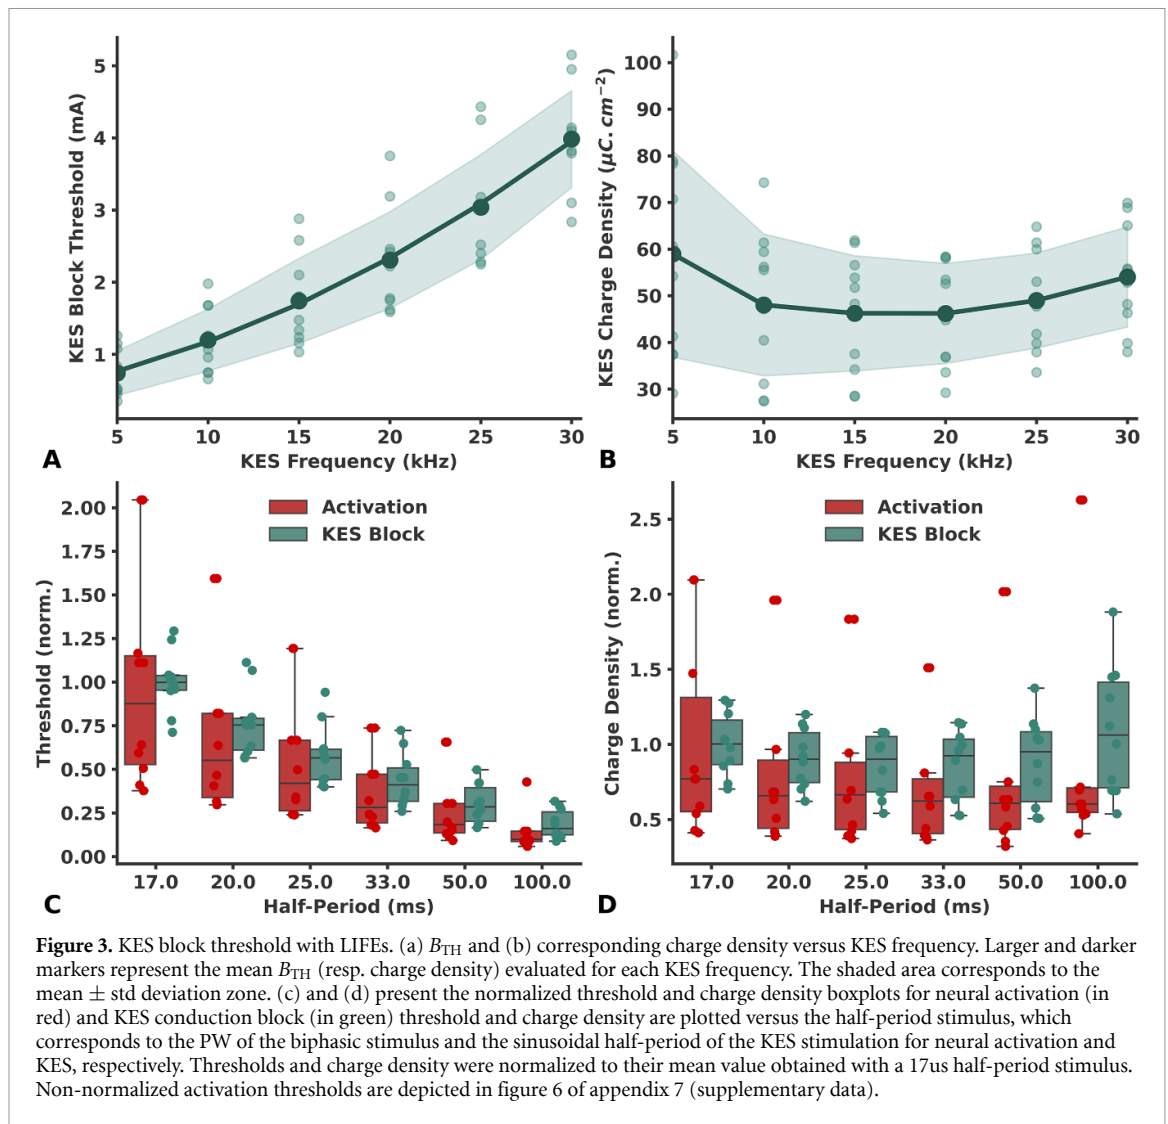 5
4
3
2
1
KES Block Threshold (mA)
5 10 15 20 25 30
KES Frequency (kHz)
A
100
90
80
70
60
50
40
30
KES Charge Density (μC. cm⁻²)
5 10 15 20 25 30
KES Frequency (kHz)
B
Activation
KES Block
2.00
1.75
1.50
1.25
1.00
0.75
0.50
0.25
0.00
Threshold (norm.)
17.0 20.0 25.0 33.0 50.0 100.0
Half-Period (ms)
C
Activation
KES Block
2.5
2.0
1.5
1.0
0.5
Charge Density (norm.)
17.0 20.0 25.0 33.0 50.0 100.0
Half-Period (ms)
D
Figure 3. KES block threshold with LIFEs. (a) B_TH and (b) corresponding charge density versus KES frequency. Larger and darker
markers represent the mean B_TH (resp. charge density) evaluated for each KES frequency. The shaded area corresponds to the
mean ± std deviation zone. (c) and (d) present the normalized threshold and charge density boxplots for neural activation (in
red) and KES conduction block (in green) threshold and charge density are plotted versus the half-period stimulus, which
corresponds to the PW of the biphasic stimulus and the sinusoidal half-period of the KES stimulation for neural activation and
KES, respectively. Thresholds and charge density were normalized to their mean value obtained with a 17us half-period stimulus.
Non-normalized activation thresholds are depicted in figure 6 of appendix 7 (supplementary data).